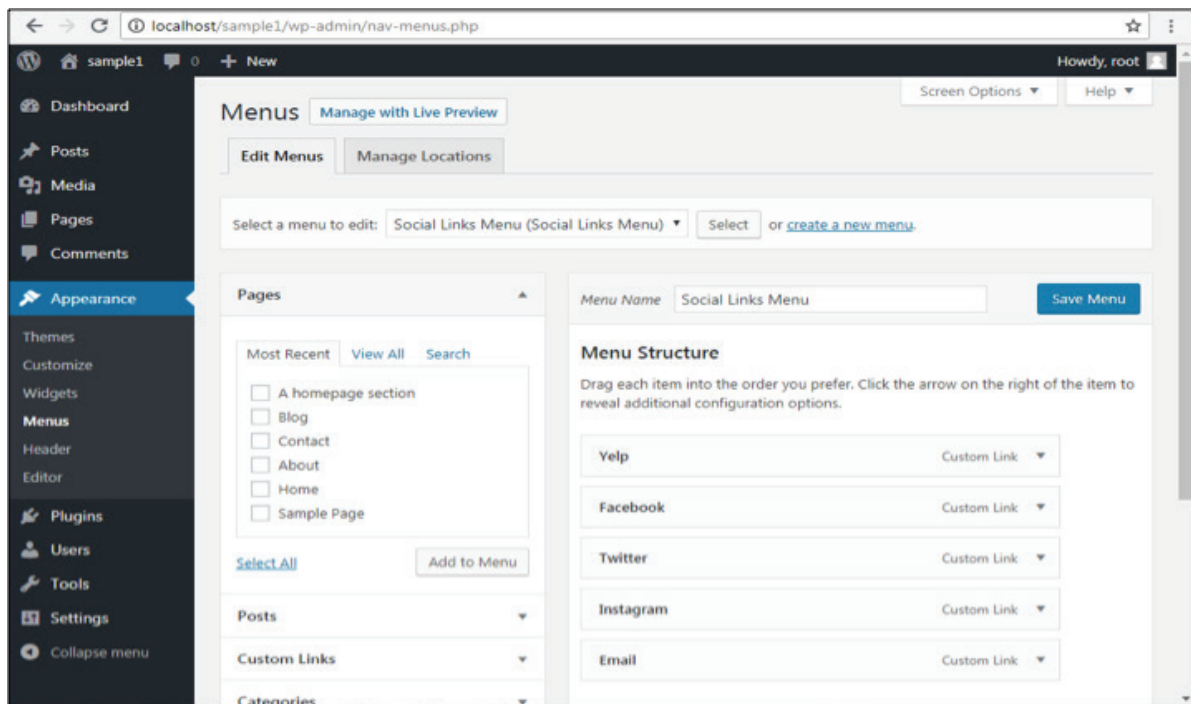 localhost/sample1/wp-admin/nav-menus.php
sample1 0 + New Howdy, root
Screen Options Help
Dashboard
Posts
Media
Pages
Comments
Appearance
Themes
Customize
Widgets
Menus
Header
Editor
Plugins
Users
Tools
Settings
Collapse menu
Menus Manage with Live Preview
Edit Menus Manage Locations
Select a menu to edit: Social Links Menu (Social Links Menu) Select or create a new menu.
Pages
Most Recent View All Search
A homepage section
Blog
Contact
About
Home
Sample Page
Select All Add to Menu
Posts
Custom Links
Categories
Menu Name Social Links Menu Save Menu
Menu Structure
Drag each item into the order you prefer. Click the arrow on the right of the item to
reveal additional configuration options.
Yelp Custom Link
Facebook Custom Link
Twitter Custom Link
Instagram Custom Link
Email Custom Link